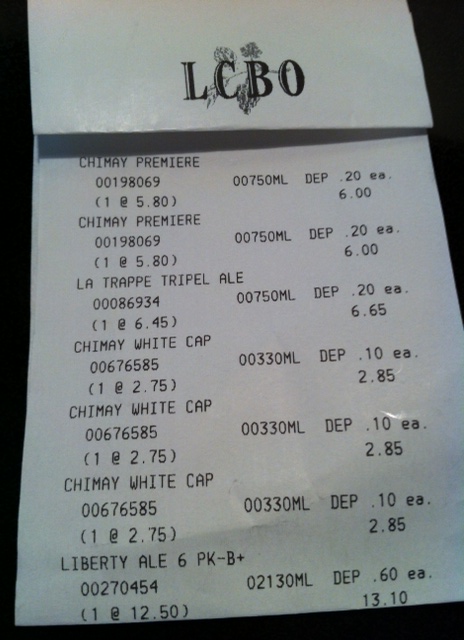 LCBO
CHIMAY PREMIERE
00198069 00750ML DEP .20 ea.
(1 @ 5.80) 6.00
CHIMAY PREMIERE
00198069 00750ML DEP .20 ea.
(1 @ 5.80) 6.00
LA TRAPPE TRIPEL ALE
00086934 00750ML DEP .20 ea.
(1 @ 6.45) 6.65
CHIMAY WHITE CAP
00676585 00330ML DEP .10 ea.
(1 @ 2.75) 2.85
CHIMAY WHITE CAP
00676585 00330ML DEP .10 ea.
(1 @ 2.75) 2.85
CHIMAY WHITE CAP
00676585 00330ML DEP .10 ea.
(1 @ 2.75) 2.85
LIBERTY ALE 6 PK-B+
00270454 02130ML DEP .60 ea.
(1 @ 12.50) 13.10